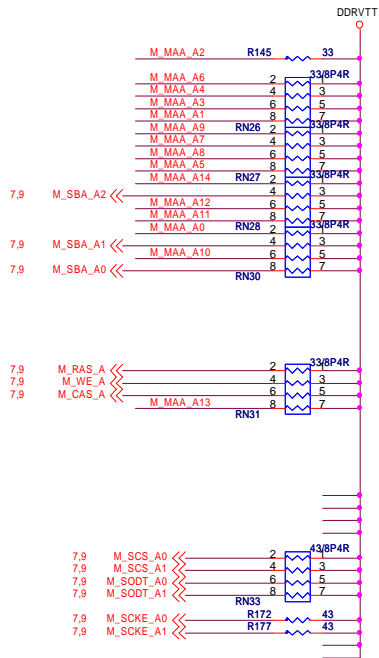 DDRVTT
M_MAA_A2 R145 33
M_MAA_A6 2 33/8P4R 1
M_MAA_A4 4 3
M_MAA_A3 6 5
M_MAA_A1 8 7
M_MAA_A9 RN26 2 33/8P4R 1
M_MAA_A7 4 3
M_MAA_A8 6 5
M_MAA_A5 8 7
M_MAA_A14 RN27 2 33/8P4R 1
7,9 M_SBA_A2 4 3
M_MAA_A12 6 5
M_MAA_A11 8 7
M_MAA_A0 RN28 2 33/8P4R 1
7,9 M_SBA_A1 4 3
M_MAA_A10 6 5
7,9 M_SBA_A0 8 7
RN30
7,9 M_RAS_A 2 33/8P4R 1
7,9 M_WE_A 4 3
7,9 M_CAS_A 6 5
M_MAA_A13 8 7
RN31
7,9 M_SCS_A0 2 43/8P4R 1
7,9 M_SCS_A1 4 3
7,9 M_SODT_A0 6 5
7,9 M_SODT_A1 8 7
RN33
7,9 M_SCKE_A0 R172 43
7,9 M_SCKE_A1 R177 43